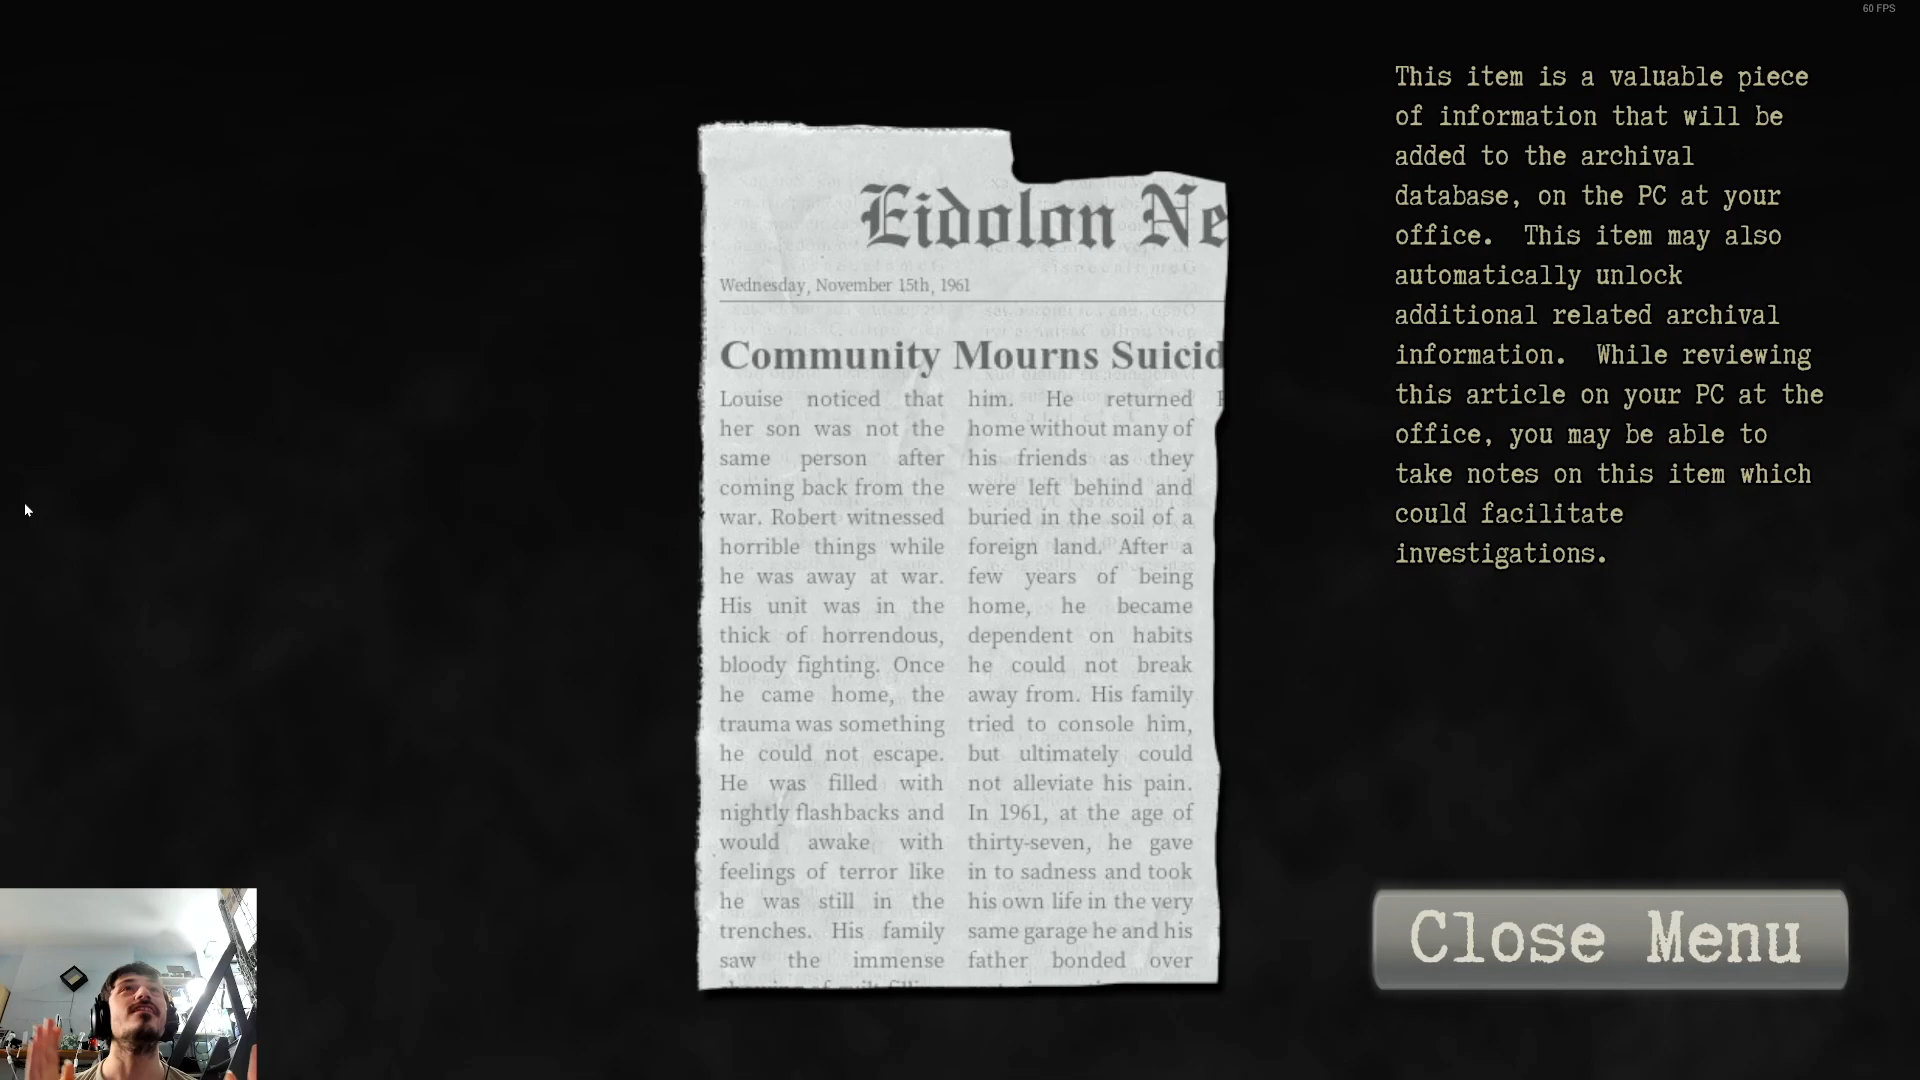 60 FPS
Eidolon Ne
Wednesday, November 15th, 1961
Community Mourns Suicid
Louise noticed that
her son was not the
same person after
coming back from the
war. Robert witnessed
horrible things while
he was away at war.
His unit was in the
thick of horrendous,
bloody fighting. Once
he came home, the
trauma was something
he could not escape.
He was filled with
nightly flashbacks and
would awake with
feelings of terror like
he was still in the
trenches. His family
saw the immense
him. He returned
home without many of
his friends as they
were left behind and
buried in the soil of a
foreign land. After a
few years of being
home, he became
dependent on habits
he could not break
away from. His family
tried to console him,
but ultimately could
not alleviate his pain.
In 1961, at the age of
thirty-seven, he gave
in to sadness and took
his own life in the very
same garage he and his
father bonded over
This item is a valuable piece
of information that will be
added to the archival
database, on the PC at your
office. This item may also
automatically unlock
additional related archival
information. While reviewing
this article on your PC at the
office, you may be able to
take notes on this item which
could facilitate
investigations.
Close Menu